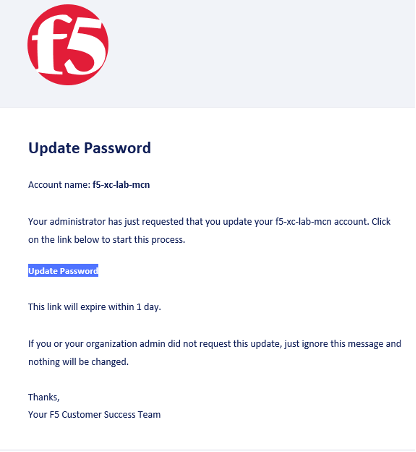 f5
Update Password
Account name: f5-xc-lab-mcn
Your administrator has just requested that you update your f5-xc-lab-mcn account. Click
on the link below to start this process.
Update Password
This link will expire within 1 day.
If you or your organization admin did not request this update, just ignore this message and
nothing will be changed.
Thanks,
Your F5 Customer Success Team